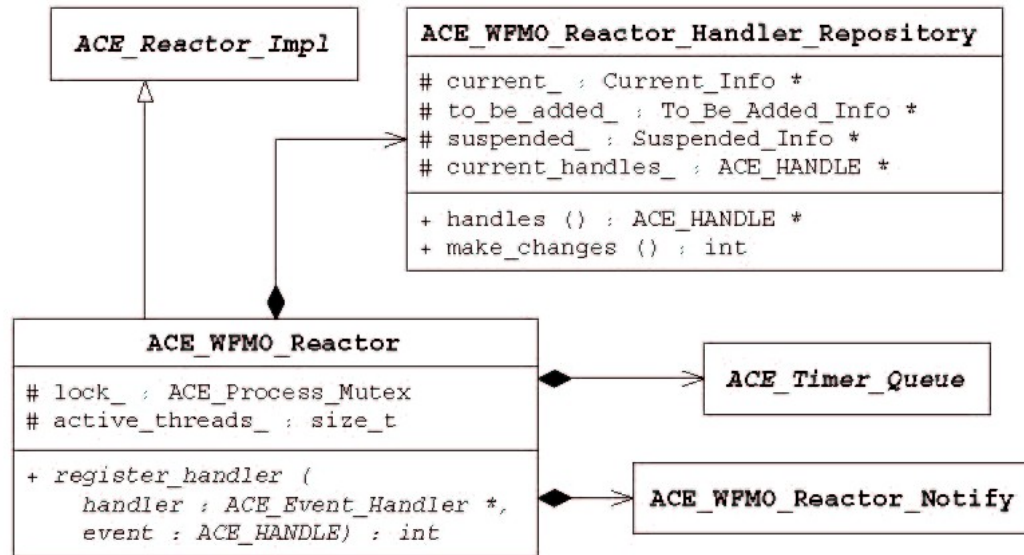 ACE_Reactor_Impl
ACE_WFMO_Reactor_Handler_Repository
# current_ : Current_Info *
# to_be_added_ : To_Be_Added_Info *
# suspended_ : Suspended_Info *
# current_handles_ : ACE_HANDLE *
+ handles () : ACE_HANDLE *
+ make_changes () : int
ACE_WFMO_Reactor
# lock_ : ACE_Process_Mutex
# active_threads_ : size_t
+ register_handler (
handler : ACE_Event_Handler *,
event : ACE_HANDLE) : int
ACE_Timer_Queue
ACE_WFMO_Reactor_Notify